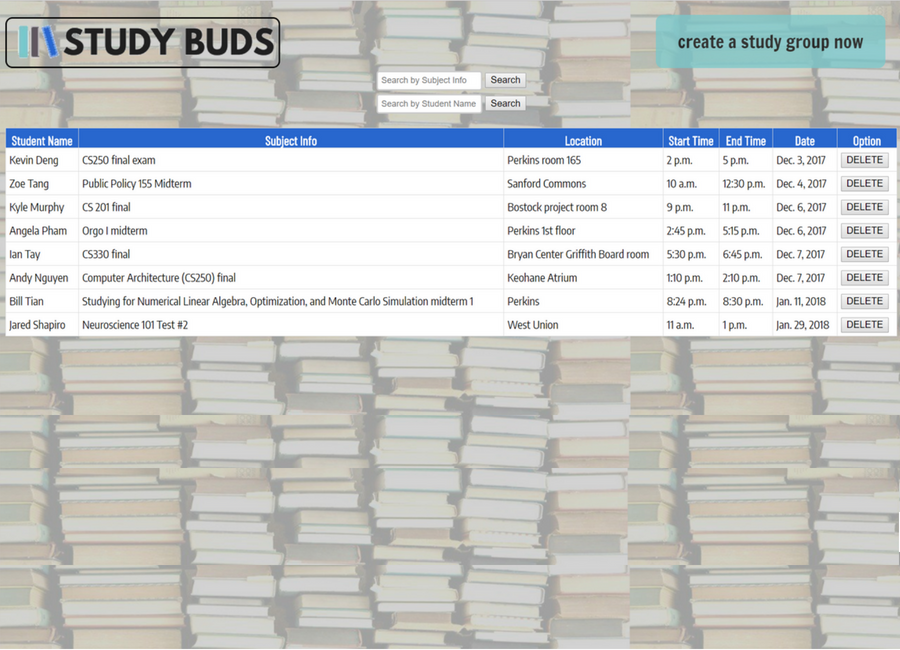 STUDY BUDS
create a study group now
Search by Subject Info Search
Search by Student Name Search
Student Name Subject Info Location Start Time End Time Date Option
Kevin Deng CS250 final exam Perkins room 165 2 p.m. 5 p.m. Dec. 3, 2017 DELETE
Zoe Tang Public Policy 155 Midterm Sanford Commons 10 a.m. 12:30 p.m. Dec. 4, 2017 DELETE
Kyle Murphy CS 201 final Bostock project room 8 9 p.m. 11 p.m. Dec. 6, 2017 DELETE
Angela Pham Orgo I midterm Perkins 1st floor 2:45 p.m. 5:15 p.m. Dec. 6, 2017 DELETE
Ian Tay CS330 final Bryan Center Griffith Board room 5:30 p.m. 6:45 p.m. Dec. 7, 2017 DELETE
Andy Nguyen Computer Architecture (CS250) final Keohane Atrium 1:10 p.m. 2:10 p.m. Dec. 7, 2017 DELETE
Bill Tian Studying for Numerical Linear Algebra, Optimization, and Monte Carlo Simulation midterm 1 Perkins 8:24 p.m. 8:30 p.m. Jan. 11, 2018 DELETE
Jared Shapiro Neuroscience 101 Test #2 West Union 11 a.m. 1 p.m. Jan. 29, 2018 DELETE